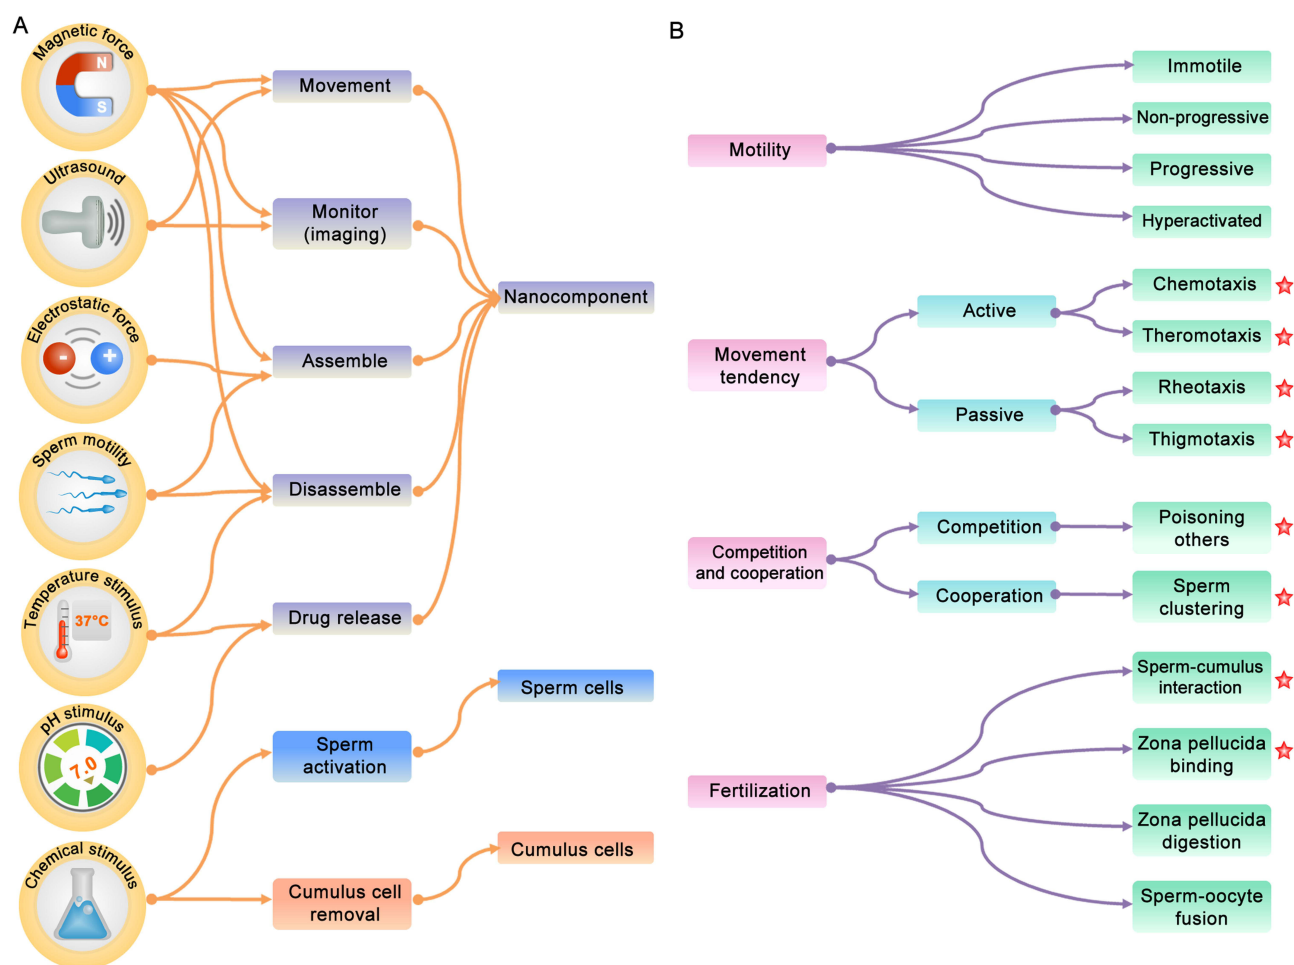 A
Magnetic force
N
S
Movement
Ultrasound
Monitor
(imaging)
Nanocomponent
Electrostatic force
-
+
Assemble
Sperm motility
Disassemble
Temperature stimulus
37°C
Drug release
Sperm cells
pH stimulus
7.0
Sperm
activation
Chemical stimulus
Cumulus cells
Cumulus cell
removal
B
Motility
Immotile
Non-progressive
Progressive
Hyperactivated
Movement
tendency
Active
Chemotaxis
Theromotaxis
Passive
Rheotaxis
Thigmotaxis
Competition
and cooperation
Competition
Poisoning
others
Cooperation
Sperm
clustering
Fertilization
Sperm-cumulus
interaction
Zona pellucida
binding
Zona pellucida
digestion
Sperm-oocyte
fusion